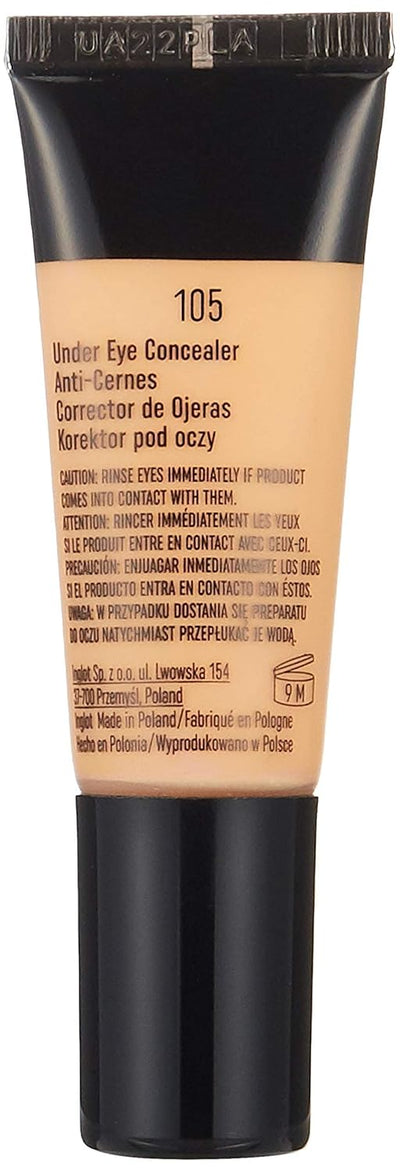 UA22PLA
105
Under Eye Concealer
Anti-Cernes
Corrector de Ojeras
Korektor pod oczy
CAUTION: RINSE EYES IMMEDIATELY IF PRODUCT
COMES INTO CONTACT WITH THEM.
ATTENTION: RINCER IMMÉDIATEMENT LES YEUX
SI LE PRODUIT ENTRE EN CONTACT AVEC CEUX-CI.
PRECAUCIÓN: ENJUAGAR INMEDIATAMENTE LOS OJOS
SI EL PRODUCTO ENTRA EN CONTACTO CON ÉSTOS.
UWAGA: W PRZYPADKU DOSTANIA SIĘ PREPARATU
DO OCZU NATYCHMIAST PRZEPŁUKAĆ JE WODĄ.
Inglot Sp. z o.o. ul. Lwowska 154
37-700 Przemyśl, Poland
Inglot Made in Poland/Fabriqué en Pologne
Hecho en Polonia/Wyprodukowano w Polsce
9 M